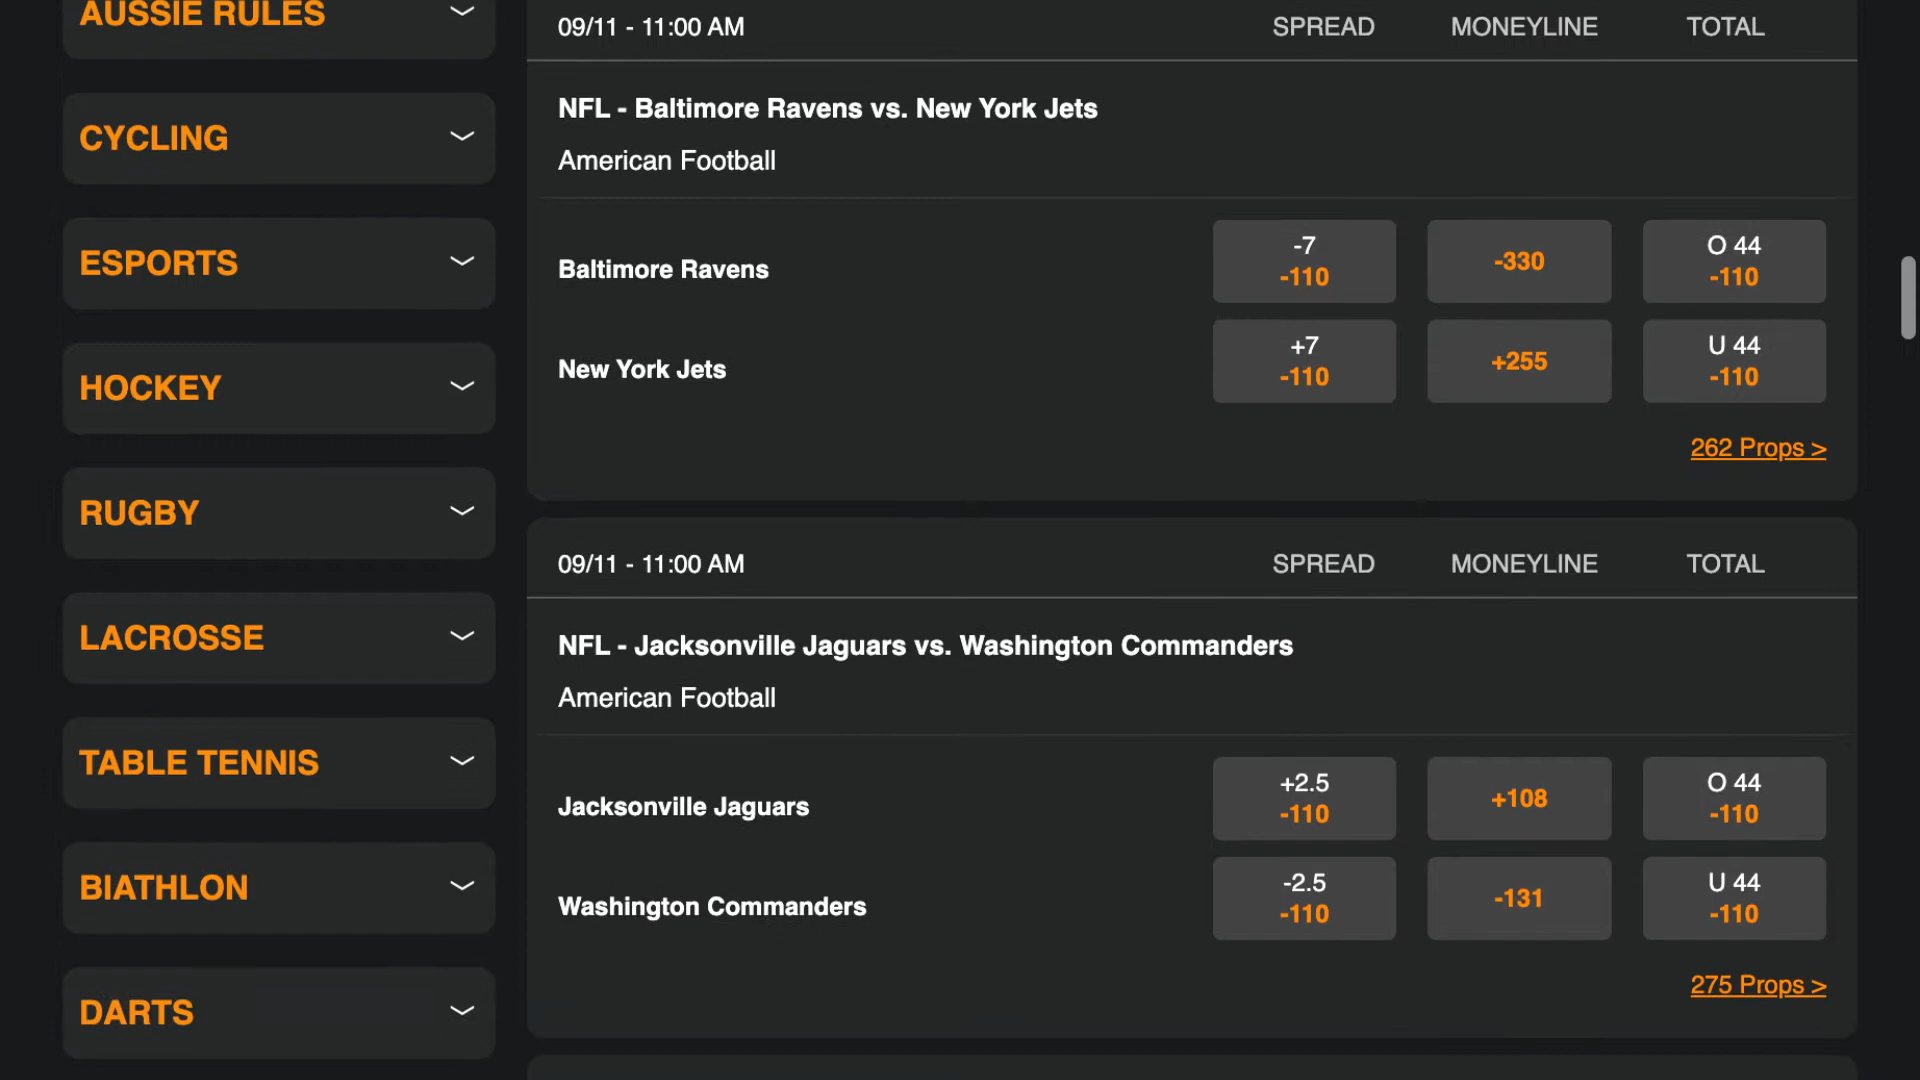 AUSSIE RULES
CYCLING
ESPORTS
HOCKEY
RUGBY
LACROSSE
TABLE TENNIS
BIATHLON
DARTS
09/11 - 11:00 AM SPREAD MONEYLINE TOTAL
NFL - Baltimore Ravens vs. New York Jets
American Football
Baltimore Ravens
-7
-110
-330
O 44
-110
New York Jets
+7
-110
+255
U 44
-110
262 Props >
09/11 - 11:00 AM SPREAD MONEYLINE TOTAL
NFL - Jacksonville Jaguars vs. Washington Commanders
American Football
Jacksonville Jaguars
+2.5
-110
+108
O 44
-110
Washington Commanders
-2.5
-110
-131
U 44
-110
275 Props >